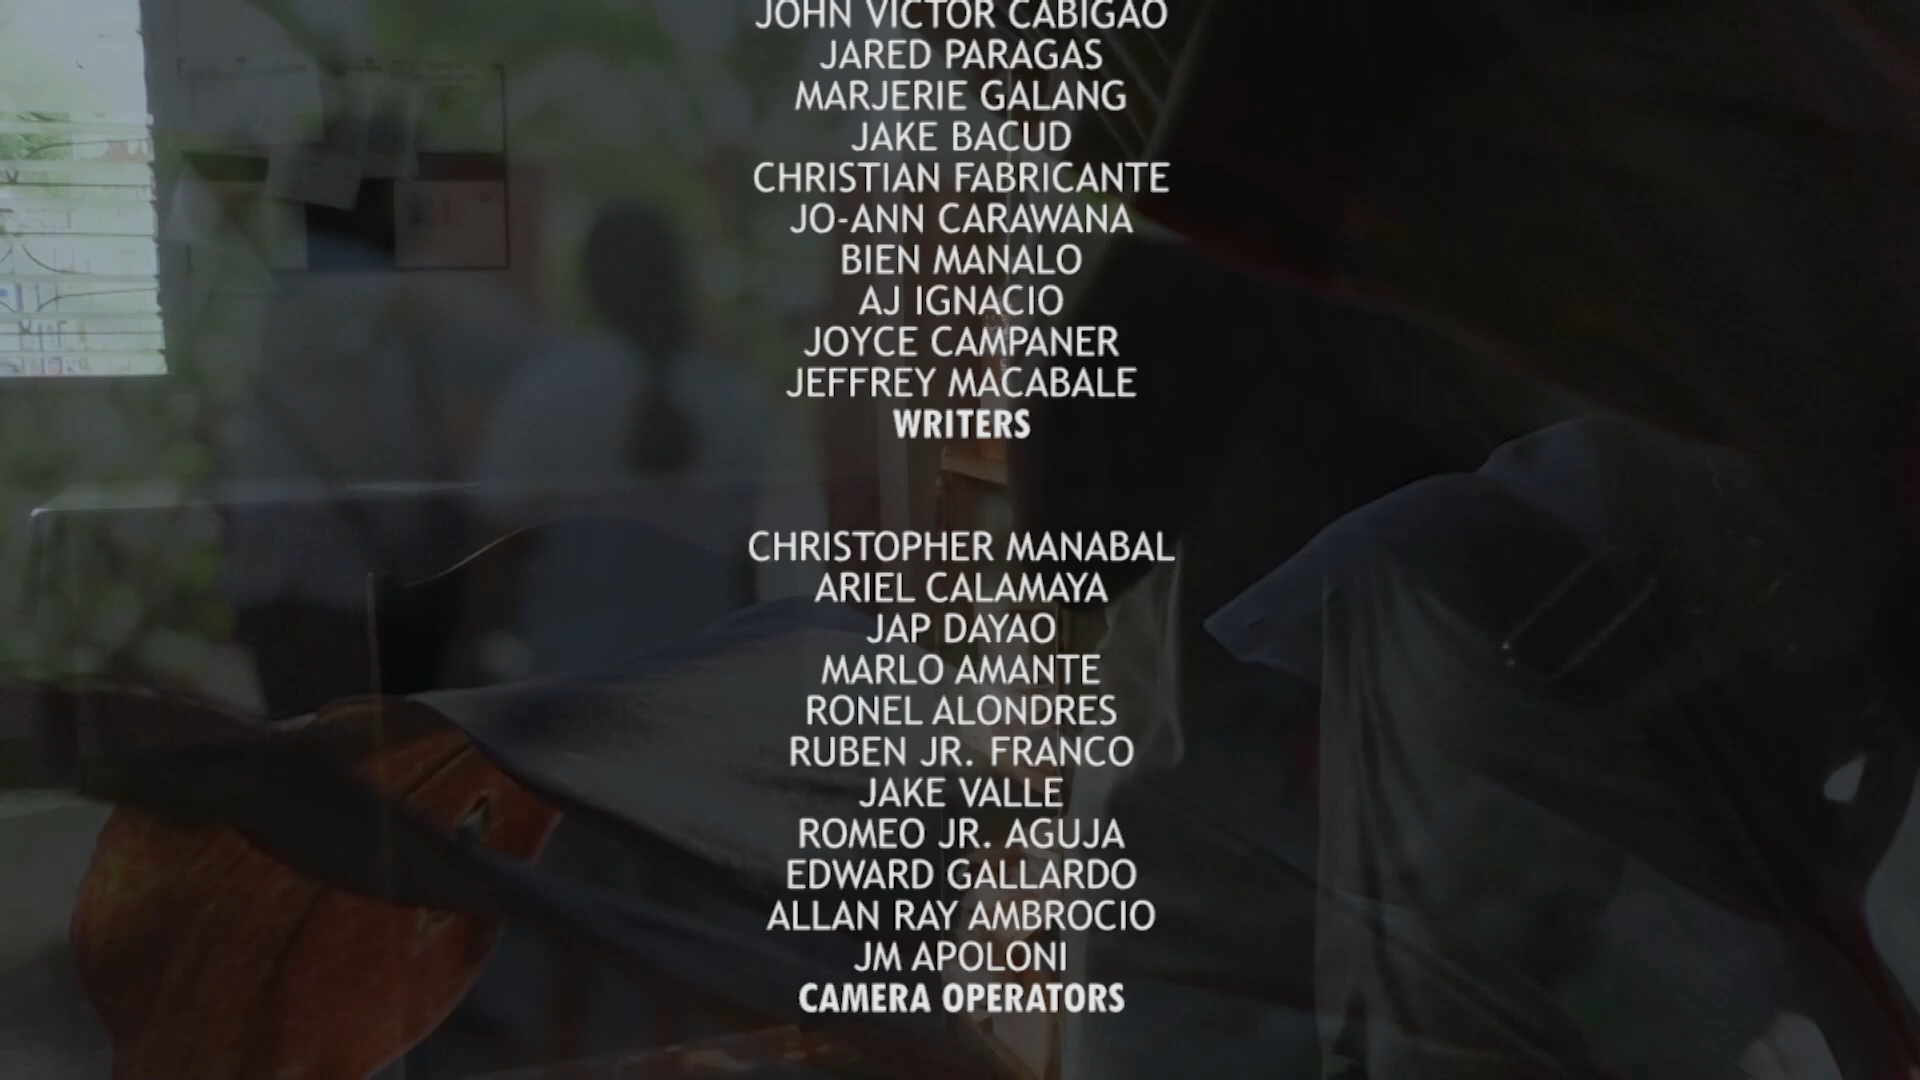 JOHN VICTOR CABIGAO
JARED PARAGAS
MARJERIE GALANG
JAKE BACUD
CHRISTIAN FABRICANTE
JO-ANN CARAWANA
BIEN MANALO
AJ IGNACIO
JOYCE CAMPANER
JEFFREY MACABALE
WRITERS
CHRISTOPHER MANABAL
ARIEL CALAMAYA
JAP DAYAO
MARLO AMANTE
RONEL ALONDRES
RUBEN JR. FRANCO
JAKE VALLE
ROMEO JR. AGUJA
EDWARD GALLARDO
ALLAN RAY AMBROCIO
JM APOLONI
CAMERA OPERATORS